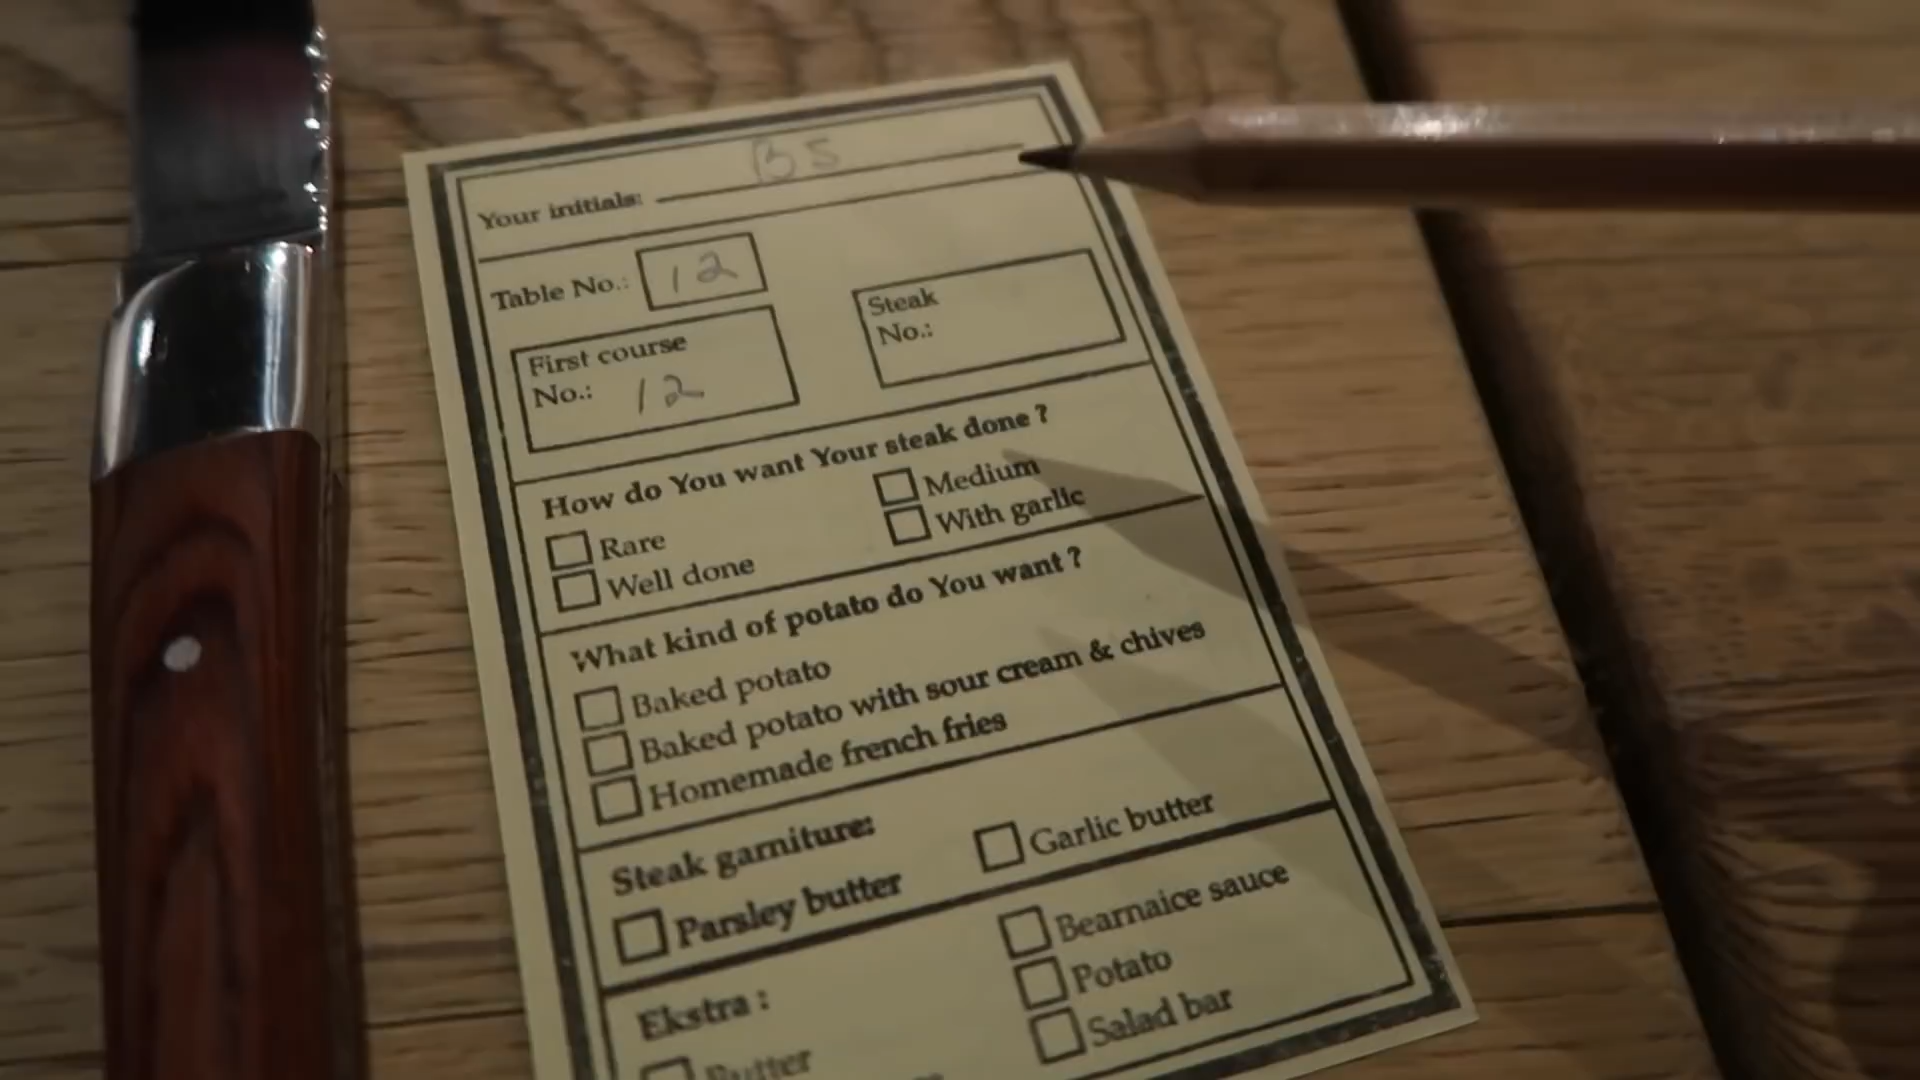 Your initials: BS
Table No.: 12
First course
No.: 12
Steak
No.:
How do You want Your steak done ?
Rare
Medium
Well done
With garlic
What kind of potato do You want ?
Baked potato
Baked potato with sour cream & chives
Homemade french fries
Steak garniture:
Parsley butter
Garlic butter
Ekstra :
Bearnaice sauce
Potato
Butter
Salad bar